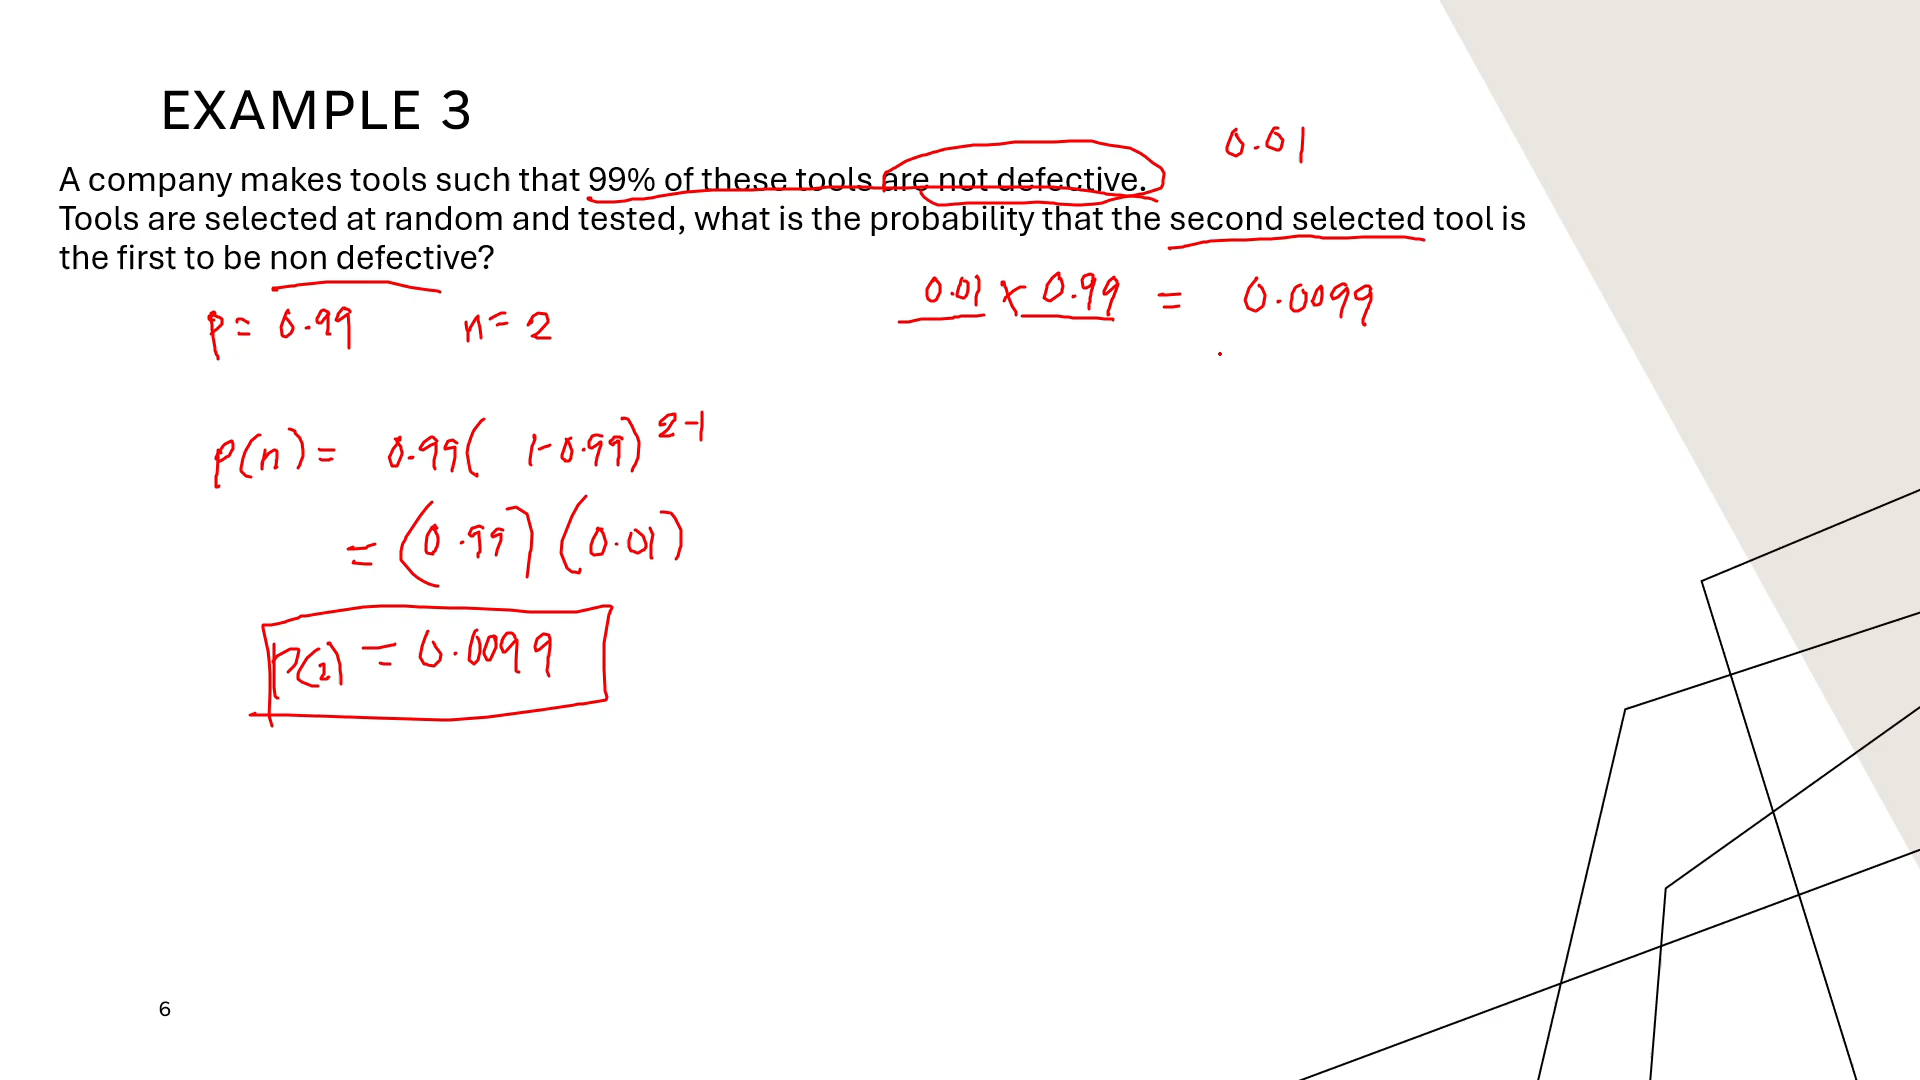 EXAMPLE 3
0.01
A company makes tools such that 99% of these tools are not defective.
Tools are selected at random and tested, what is the probability that the second selected tool is
the first to be non defective?
0.01 x 0.99 = 0.0099
p = 0.99 n = 2
p(n) = 0.99( 1-0.99)^2-1
= (0.99) (0.01)
P(2) = 0.0099
6